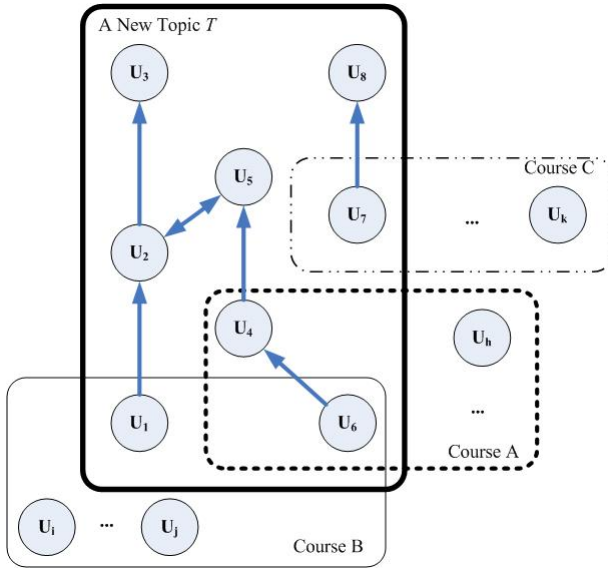 A New Topic T
U3
U8
Course C
U5
U7
...
Uk
U2
U4
Uh
...
U1
U6
Course A
Ui
...
Uj
Course B